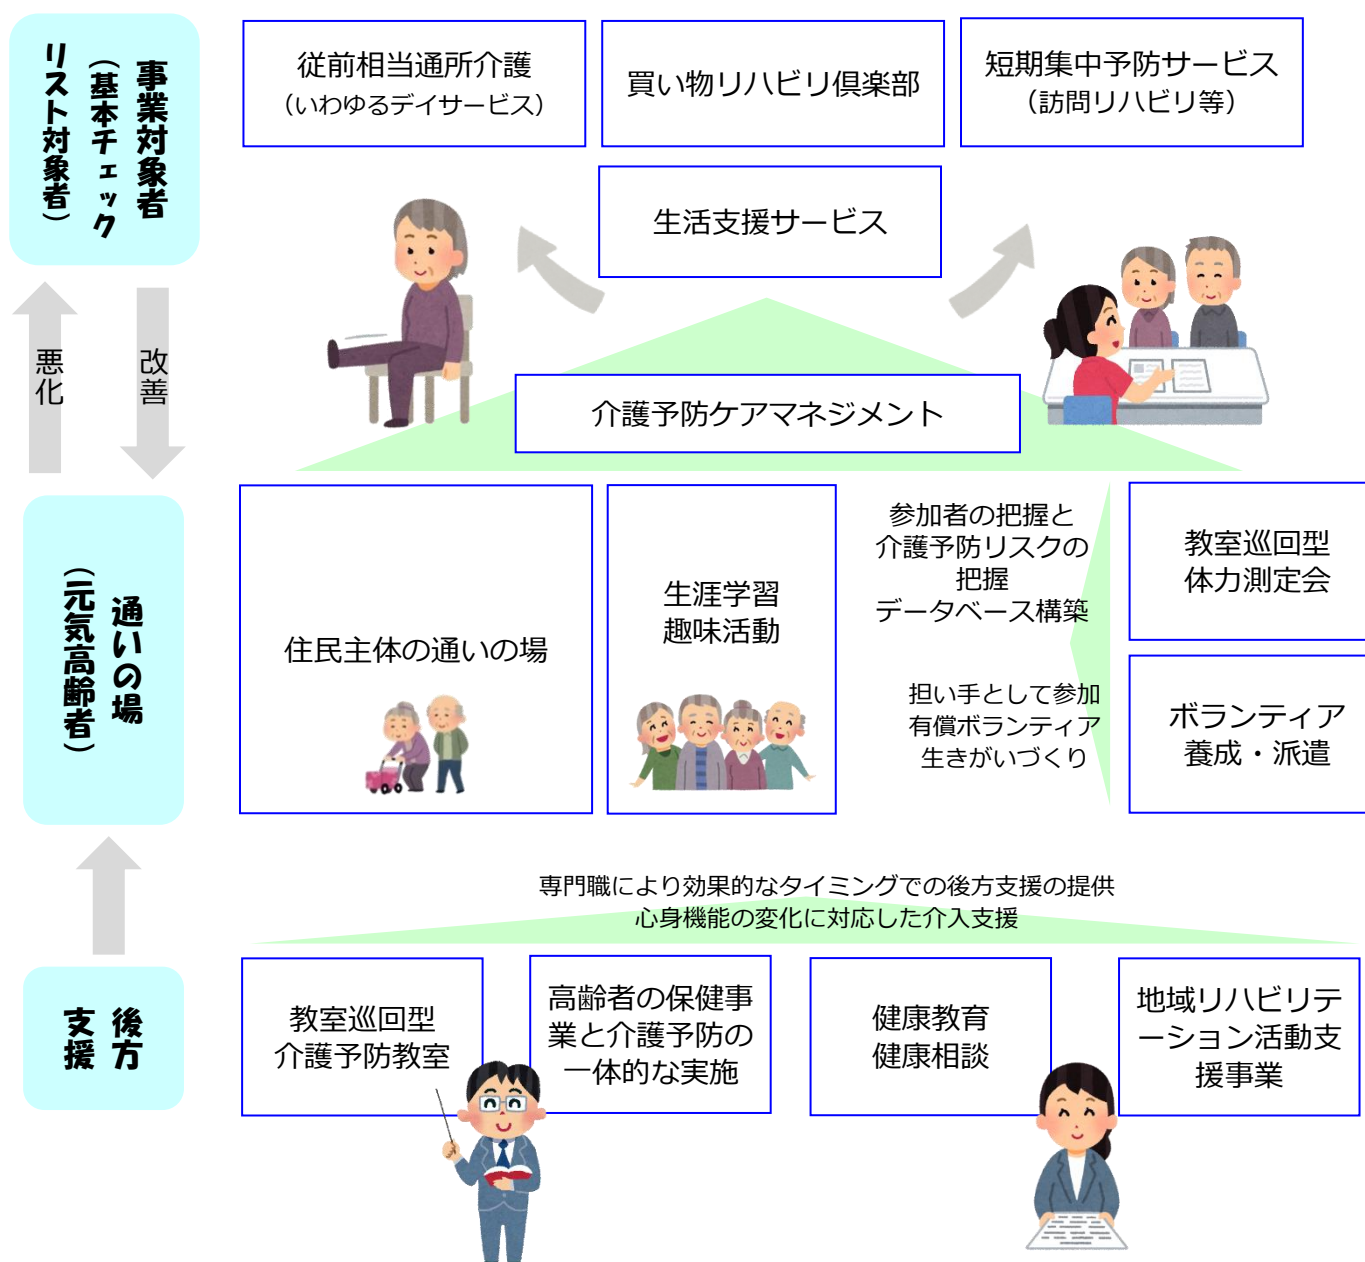 事業対象者
（基本チェック
リスト対象者）
従前相当通所介護
（いわゆるデイサービス）
買い物リハビリ倶楽部
短期集中予防サービス
（訪問リハビリ等）
生活支援サービス
悪化
改善
介護予防ケアマネジメント
通いの場
（元気高齢者）
住民主体の通いの場
生涯学習
趣味活動
参加者の把握と
介護予防リスクの
把握
データベース構築
担い手として参加
有償ボランティア
生きがいづくり
教室巡回型
体力測定会
ボランティア
養成・派遣
専門職により効果的なタイミングでの後方支援の提供
心身機能の変化に対応した介入支援
後方
支援
教室巡回型
介護予防教室
高齢者の保健事
業と介護予防の
一体的な実施
健康教育
健康相談
地域リハビリテ
ーション活動支
援事業